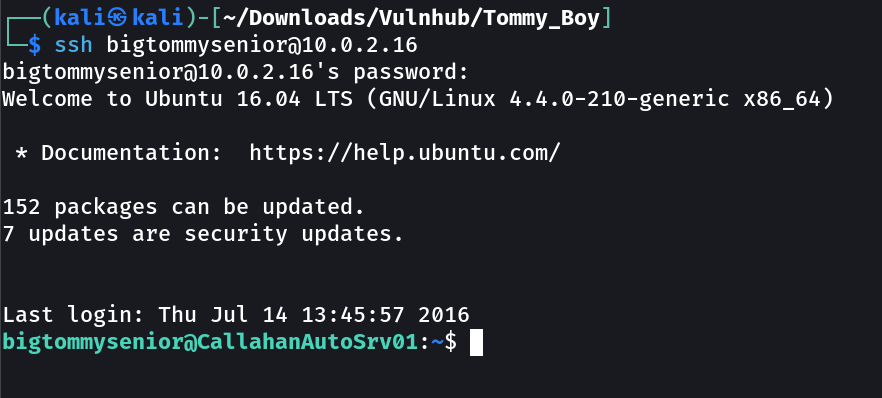 ┌──(kali㉿kali)-[~/Downloads/Vulnhub/Tommy_Boy]
└─$ ssh bigtommysenior@10.0.2.16
bigtommysenior@10.0.2.16's password:
Welcome to Ubuntu 16.04 LTS (GNU/Linux 4.4.0-210-generic x86_64)
* Documentation:  https://help.ubuntu.com/
152 packages can be updated.
7 updates are security updates.
Last login: Thu Jul 14 13:45:57 2016
bigtommysenior@CallahanAutoSrv01:~$